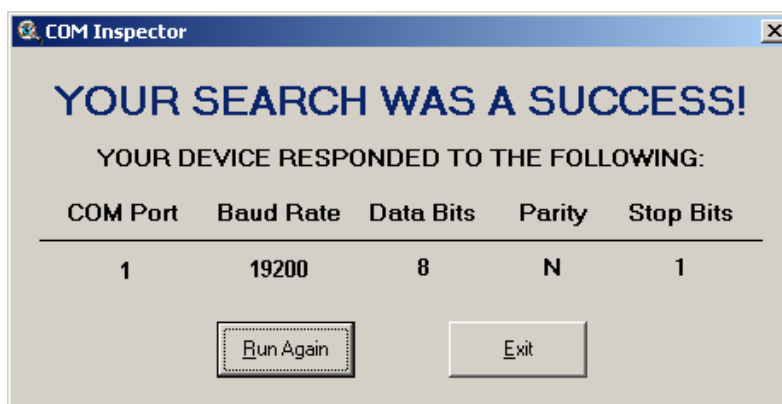 COM Inspector
YOUR SEARCH WAS A SUCCESS!
YOUR DEVICE RESPONDED TO THE FOLLOWING:
COM Port Baud Rate Data Bits Parity Stop Bits
1 19200 8 N 1
Run Again Exit